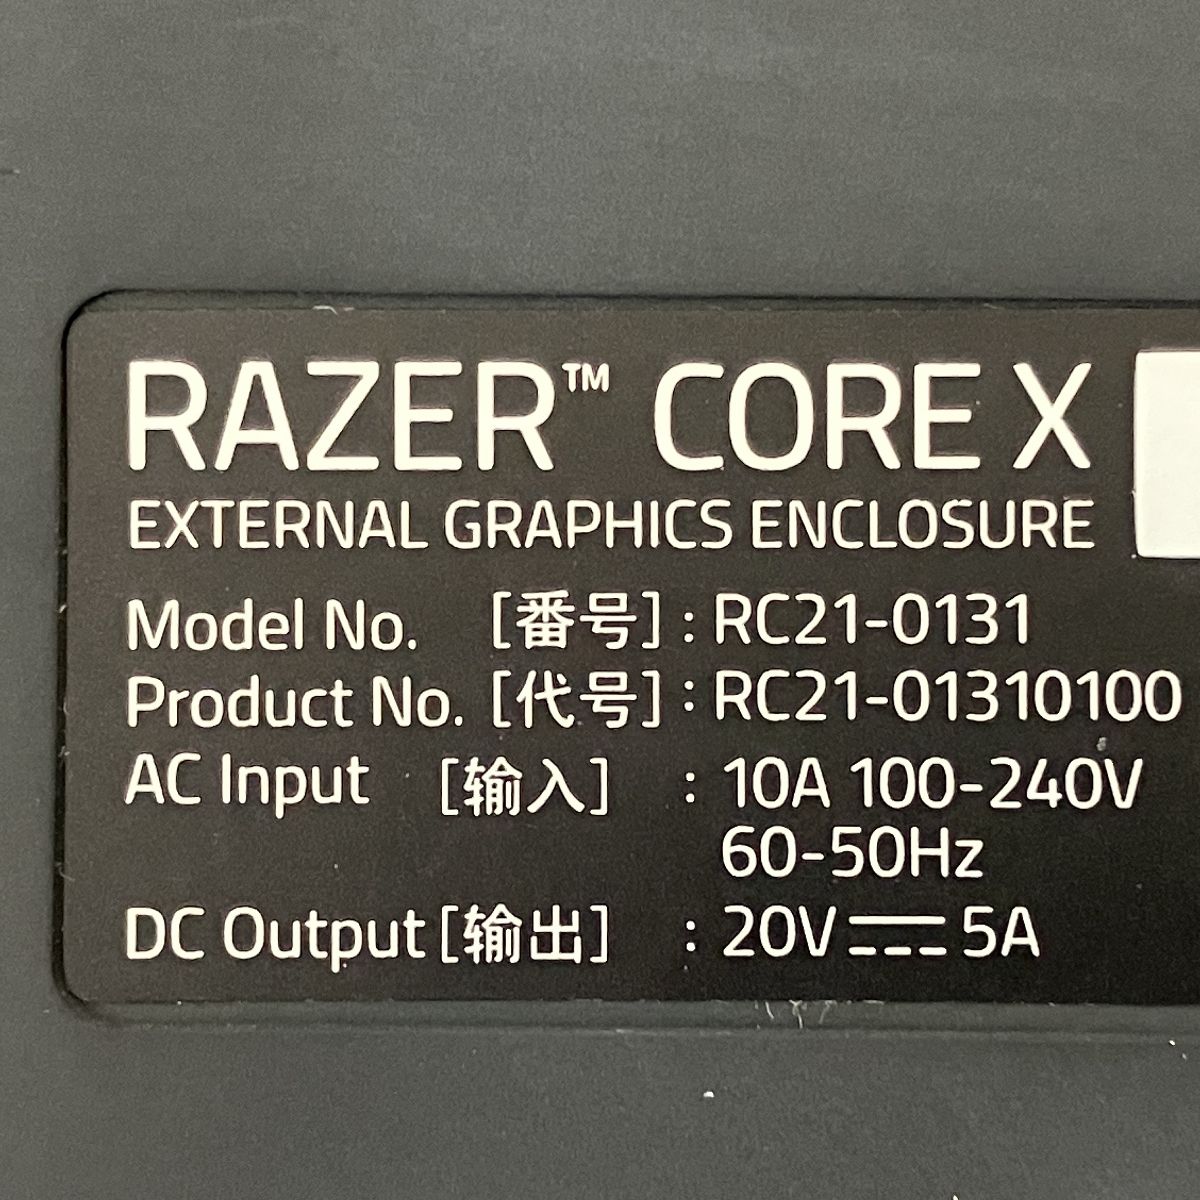 RAZER™ CORE X
EXTERNAL GRAPHICS ENCLOSURE
Model No. [番号] : RC21-0131
Product No. [代号] : RC21-01310100
AC Input [输入] : 10A 100-240V
60-50Hz
DC Output [输出] : 20V⎓5A